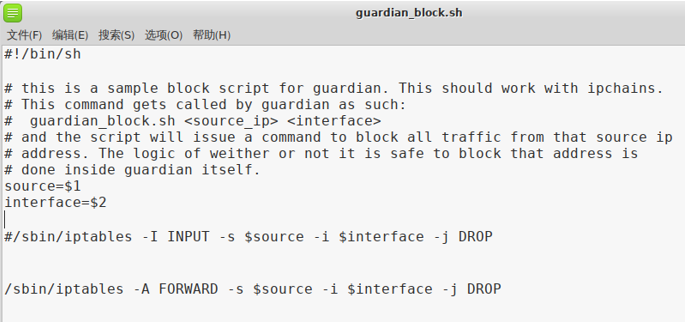 guardian_block.sh
文件(F) 编辑(E) 搜索(S) 选项(O) 帮助(H)
#!/bin/sh
# this is a sample block script for guardian. This should work with ipchains.
# This command gets called by guardian as such:
#  guardian_block.sh <source_ip> <interface>
# and the script will issue a command to block all traffic from that source ip
# address. The logic of weither or not it is safe to block that address is
# done inside guardian itself.
source=$1
interface=$2
#/sbin/iptables -I INPUT -s $source -i $interface -j DROP
/sbin/iptables -A FORWARD -s $source -i $interface -j DROP